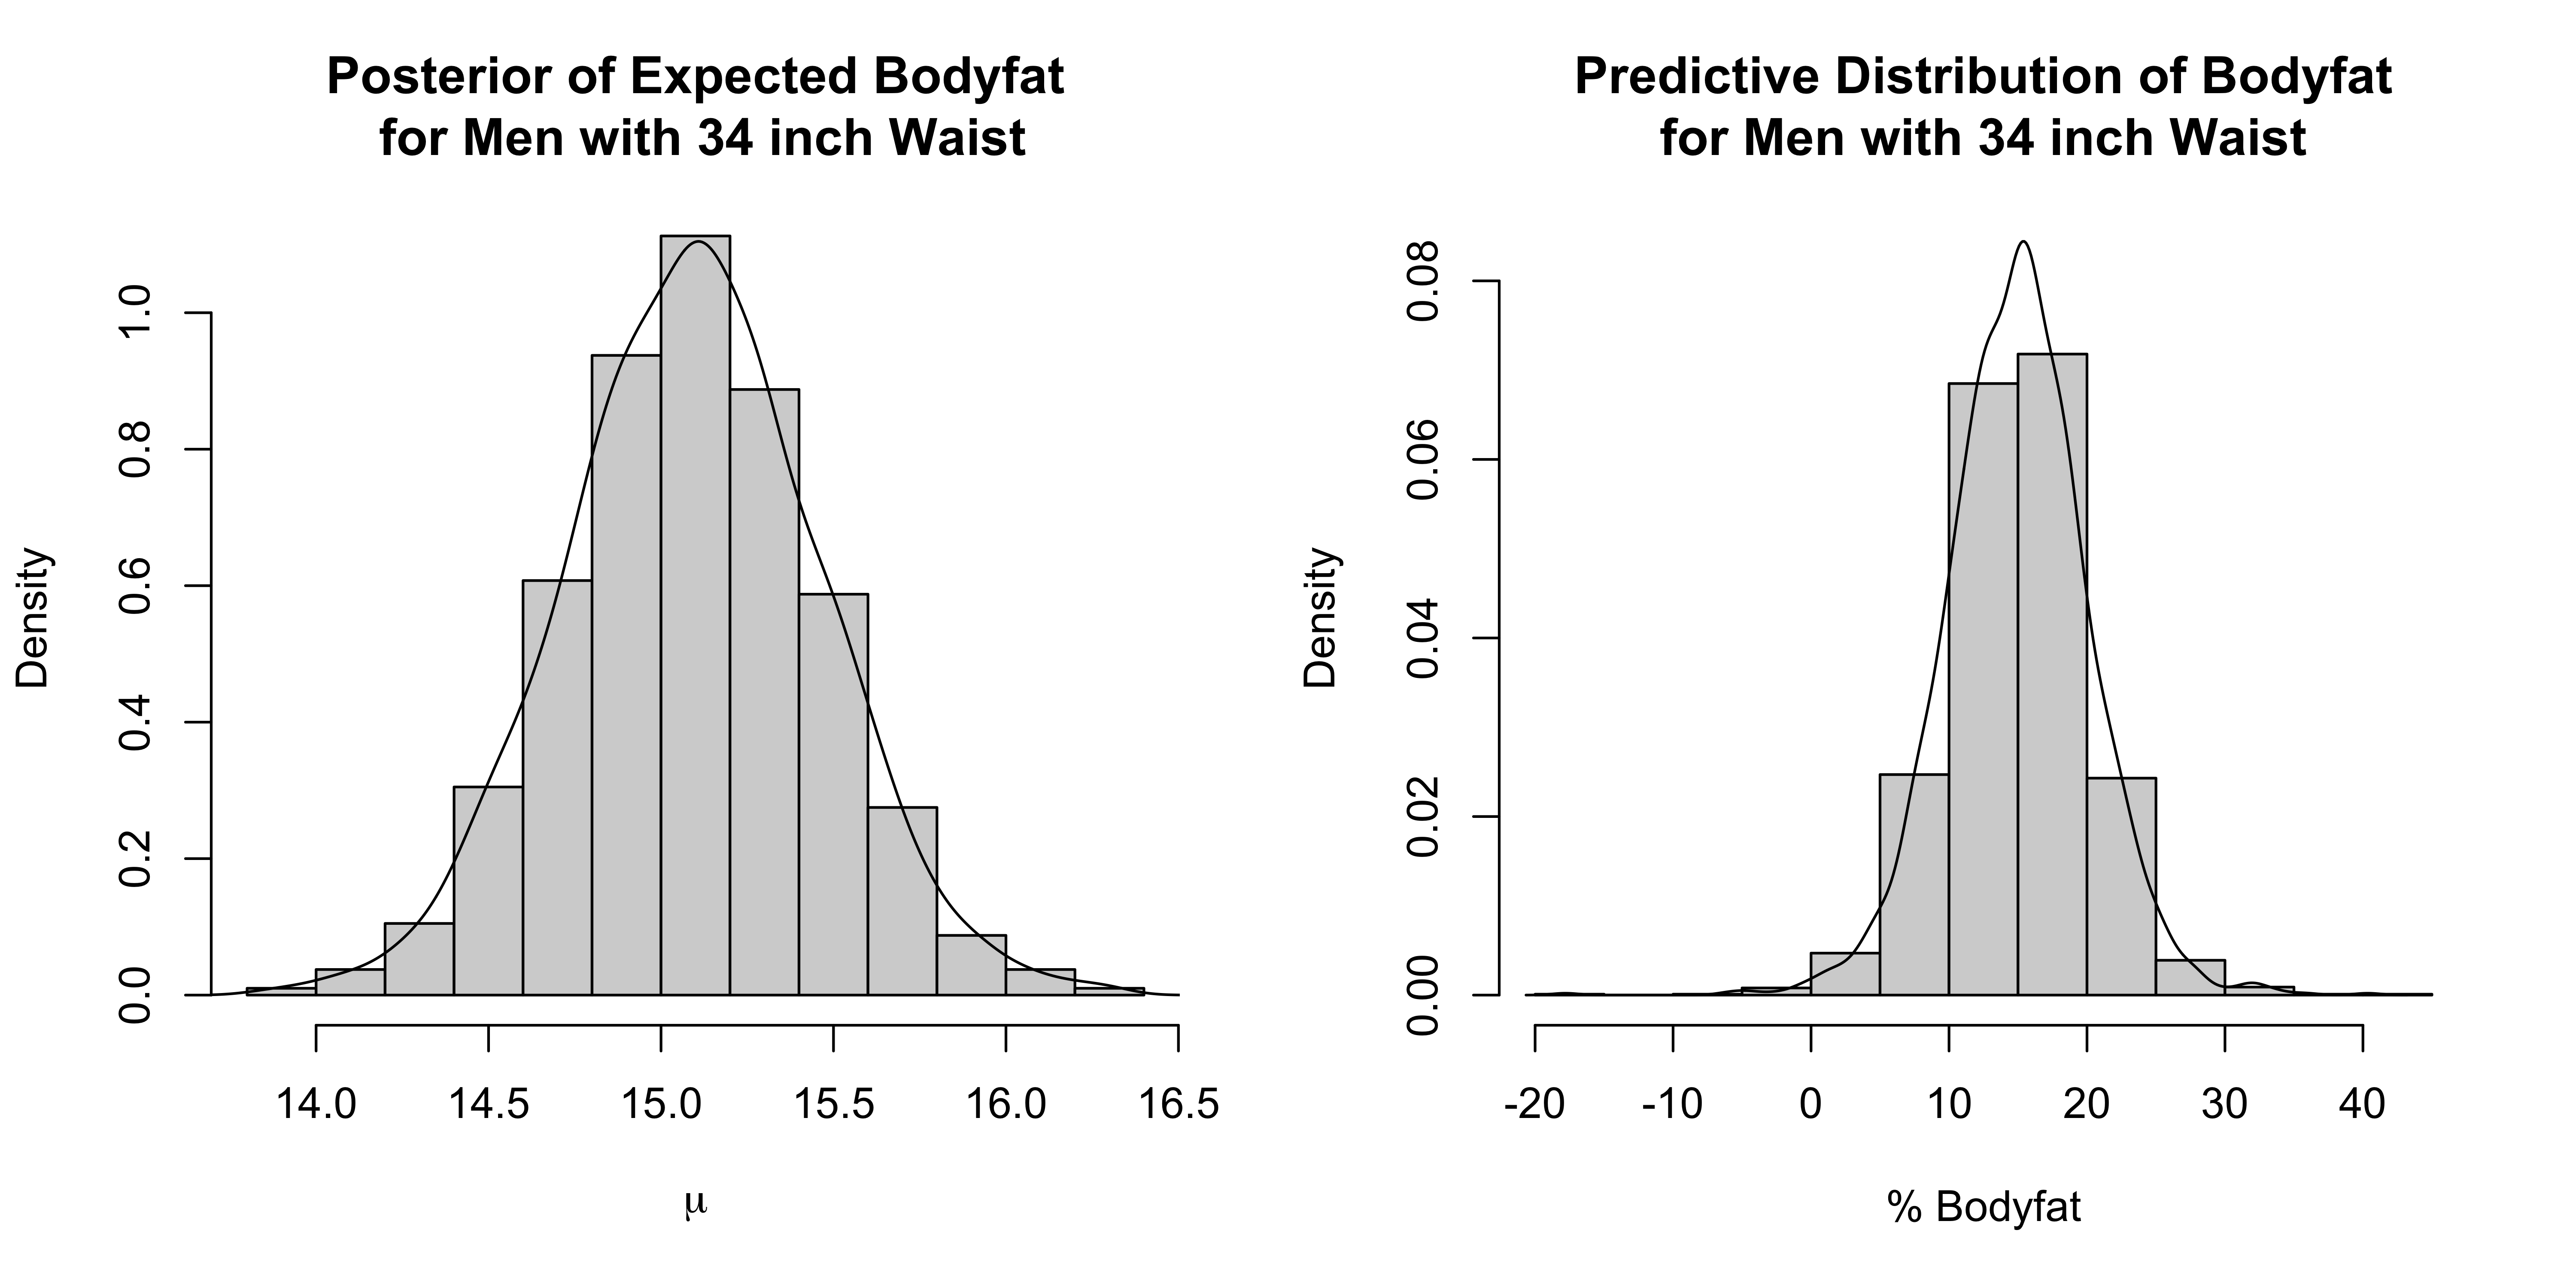 Posterior of Expected Bodyfat
for Men with 34 inch Waist
Density
0.0 0.2 0.4 0.6 0.8 1.0
14.0 14.5 15.0 15.5 16.0 16.5
μ
Predictive Distribution of Bodyfat
for Men with 34 inch Waist
Density
0.00 0.02 0.04 0.06 0.08
-20 -10 0 10 20 30 40
% Bodyfat